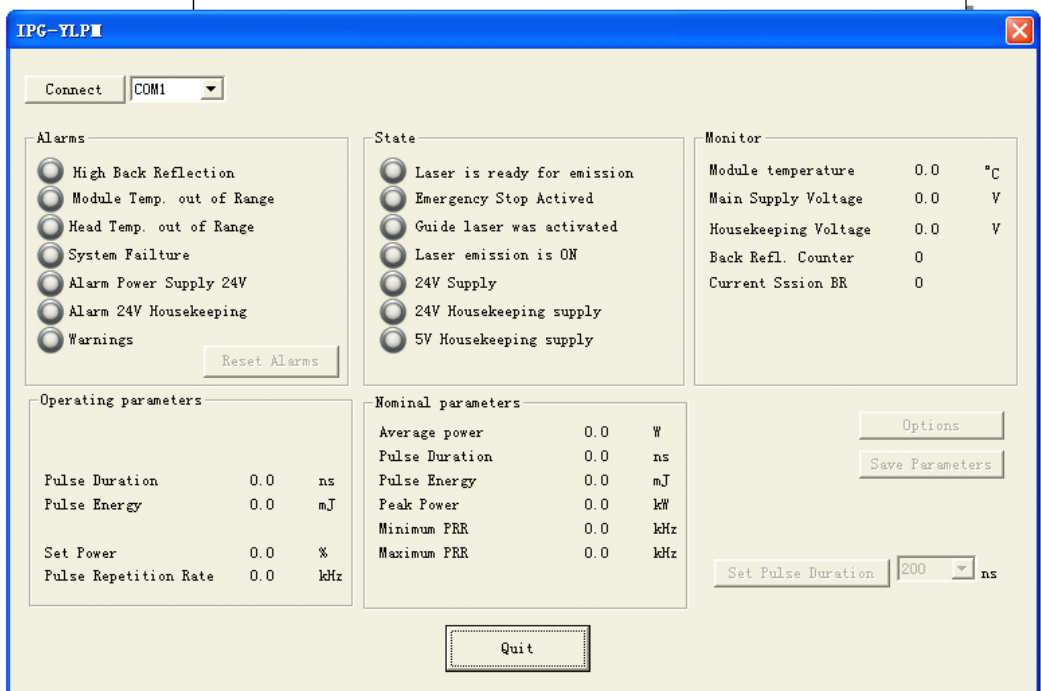 IPG-YLPM
Connect COM1
Alarms
High Back Reflection
Module Temp. out of Range
Head Temp. out of Range
System Failture
Alarm Power Supply 24V
Alarm 24V Housekeeping
Warnings
Reset Alarms
State
Laser is ready for emission
Emergency Stop Actived
Guide laser was activated
Laser emission is ON
24V Supply
24V Housekeeping supply
5V Housekeeping supply
Monitor
Module temperature 0.0 °C
Main Supply Voltage 0.0 V
Housekeeping Voltage 0.0 V
Back Refl. Counter 0
Current Sssion BR 0
Operating parameters
Pulse Duration 0.0 ns
Pulse Energy 0.0 mJ
Set Power 0.0 %
Pulse Repetition Rate 0.0 kHz
Nominal parameters
Average power 0.0 W
Pulse Duration 0.0 ns
Pulse Energy 0.0 mJ
Peak Power 0.0 kW
Minimum PRR 0.0 kHz
Maximum PRR 0.0 kHz
Options
Save Parameters
Set Pulse Duration 200 ns
Quit